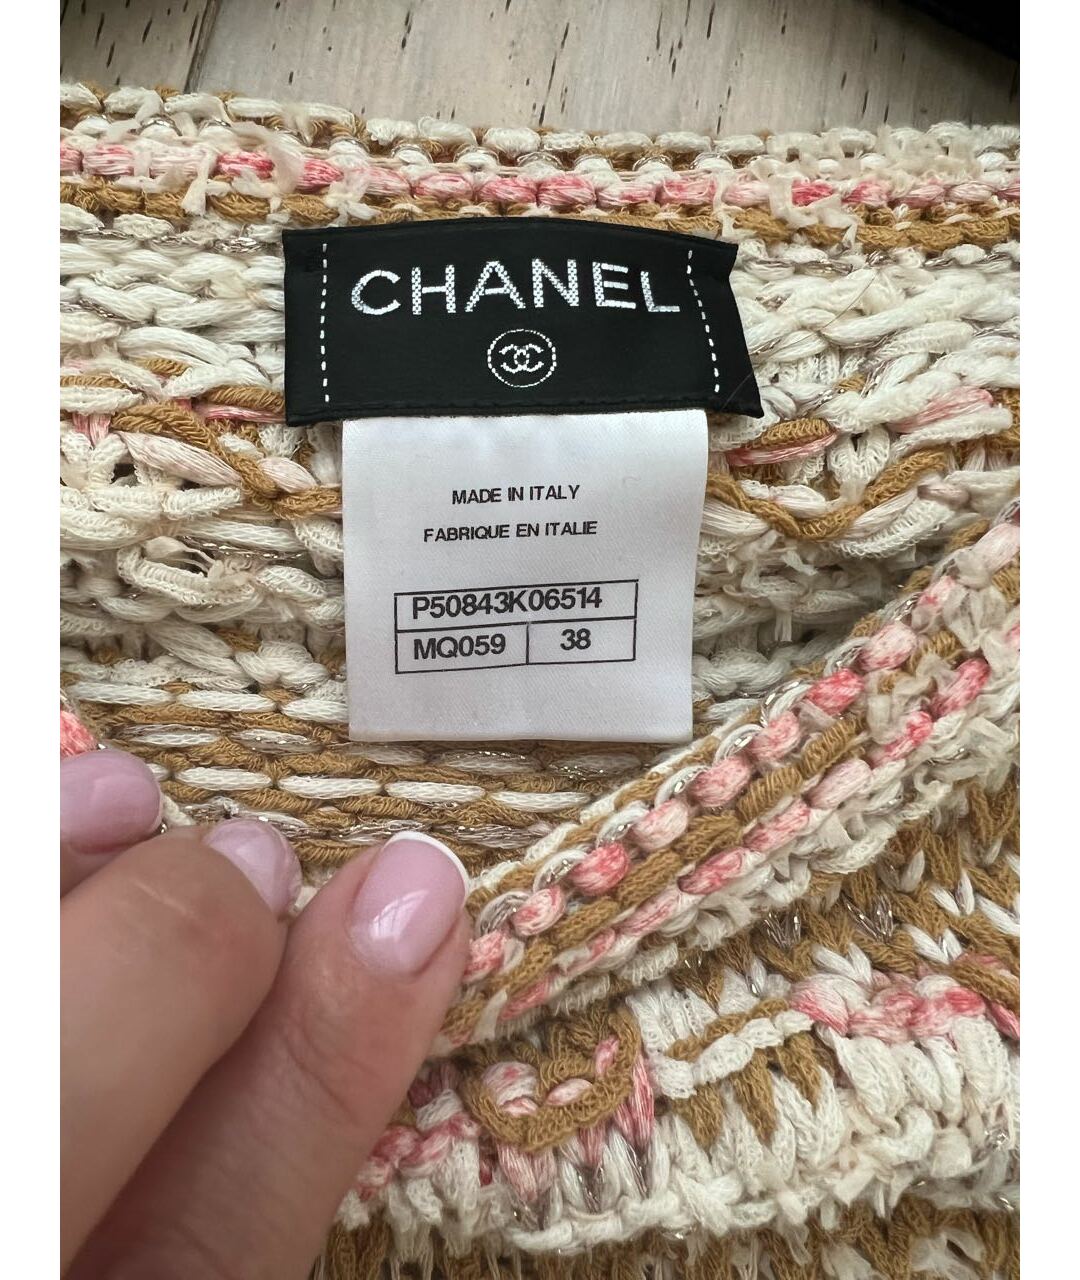 CHANEL
MADE IN ITALY
FABRIQUE EN ITALIE
P50843K06514
MQ059 38